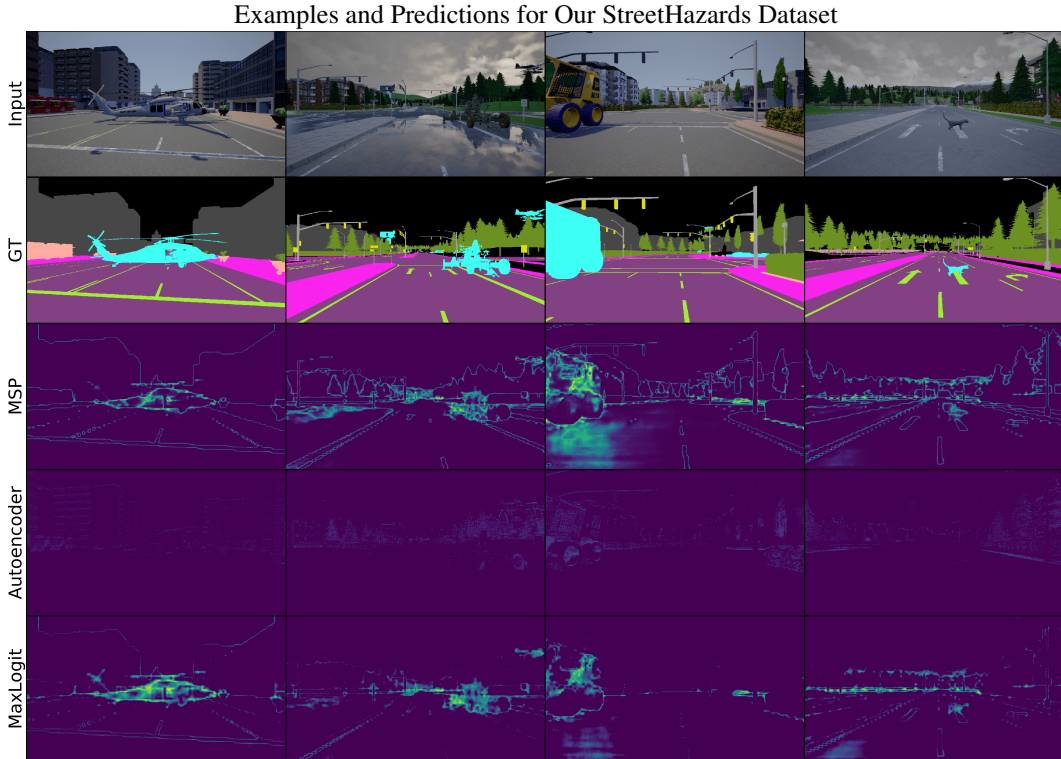 Examples and Predictions for Our StreetHazards Dataset
Input
GT
MSP
Autoencoder
MaxLogit